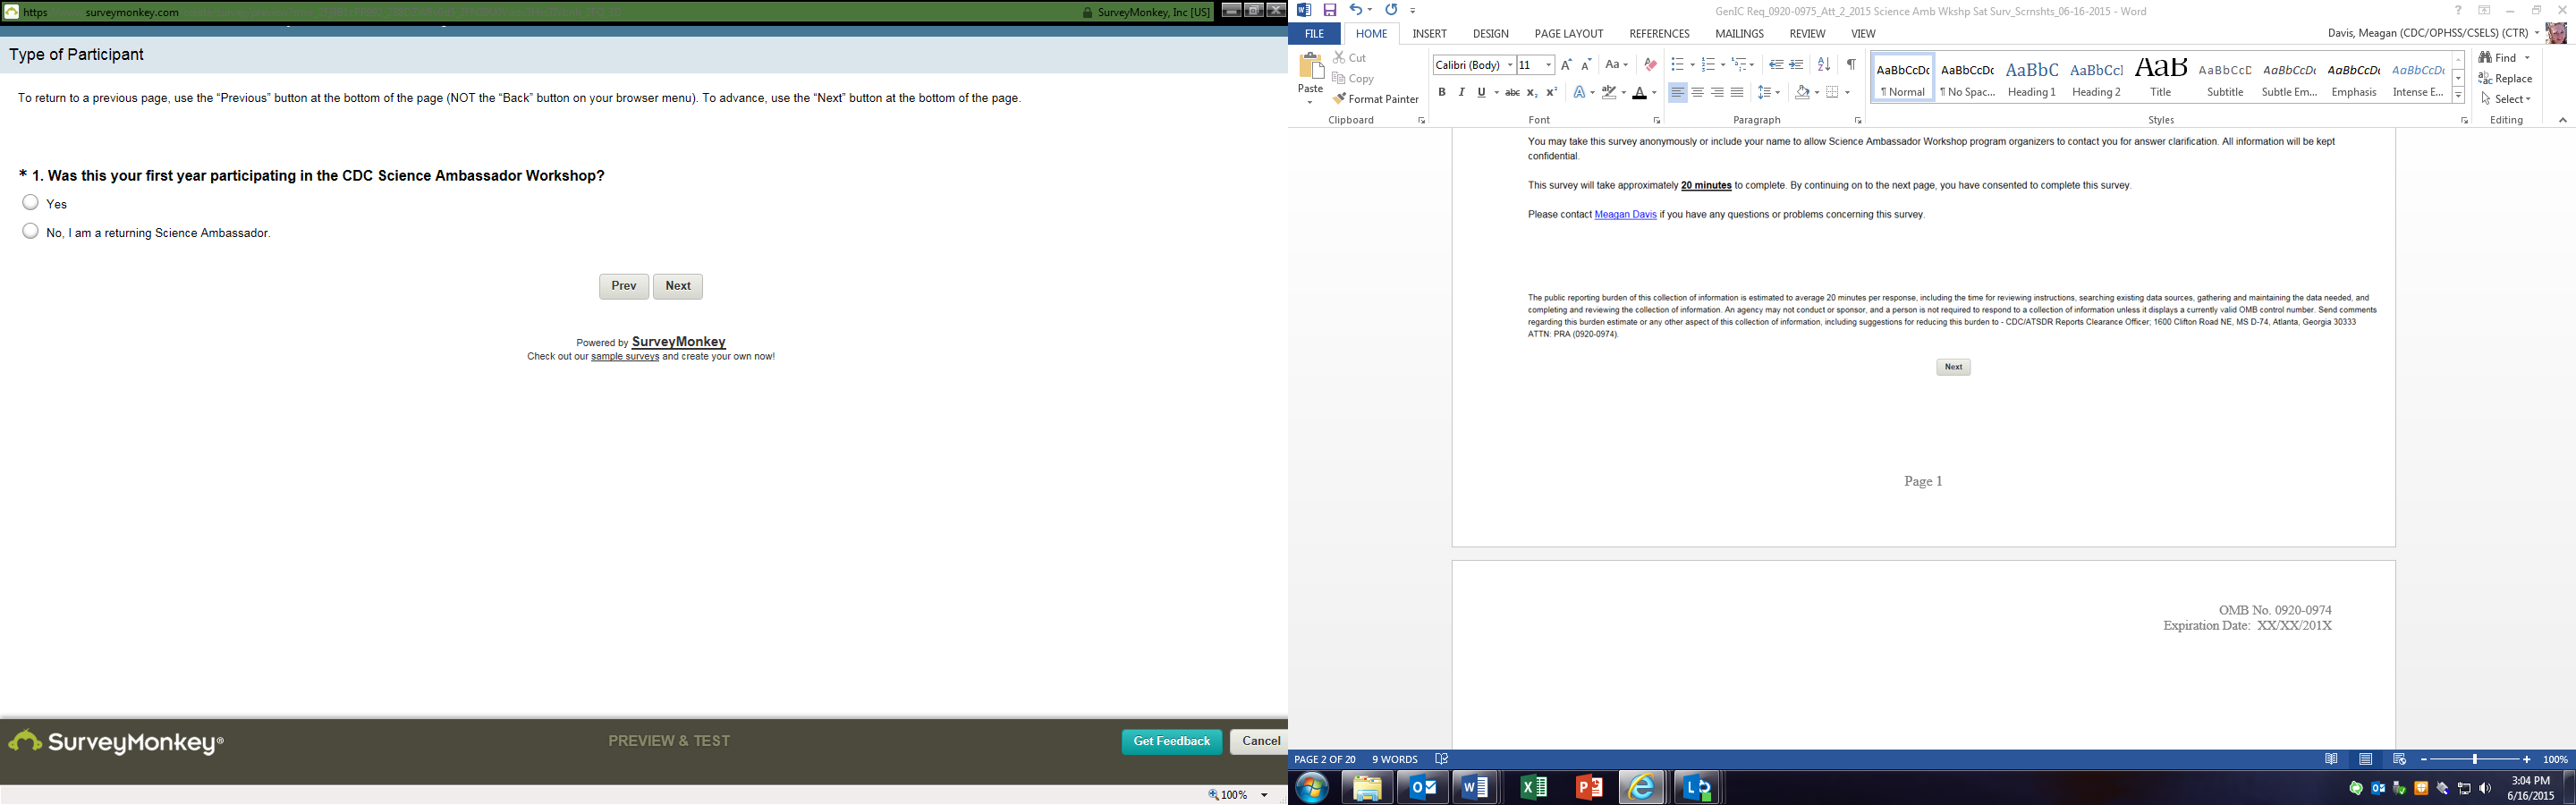 https surveymonkey.com SurveyMonkey, Inc [US]
Type of Participant
To return to a previous page, use the “Previous” button at the bottom of the page (NOT the “Back” button on your browser menu). To advance, use the “Next” button at the bottom of the page.
* 1. Was this your first year participating in the CDC Science Ambassador Workshop?
Yes
No, I am a returning Science Ambassador.
Prev Next
Powered by SurveyMonkey
Check out our sample surveys and create your own now!
SurveyMonkey®
PREVIEW & TEST
Get Feedback
Cancel
100%
GenIC Req_0920-0975_Att_2_2015 Science Amb Wkshp Sat Surv_Scrnshts_06-16-2015 - Word
FILE HOME INSERT DESIGN PAGE LAYOUT REFERENCES MAILINGS REVIEW VIEW
Davis, Meagan (CDC/OPHSS/CSELS) (CTR)
Paste
Cut
Copy
Format Painter
Clipboard
Calibri (Body) 11
Font
Paragraph
AaBbCcDc AaBbCcDc AaBbC AaBbCcl AaB AaBbCcD AaBbCcDc AaBbCcDc AaBbCcDc
¶ Normal ¶ No Spac... Heading 1 Heading 2 Title Subtitle Subtle Em... Emphasis Intense E...
Styles
Find
Replace
Select
Editing
You may take this survey anonymously or include your name to allow Science Ambassador Workshop program organizers to contact you for answer clarification. All information will be kept
confidential.
This survey will take approximately 20 minutes to complete. By continuing on to the next page, you have consented to complete this survey.
Please contact Meagan Davis if you have any questions or problems concerning this survey.
The public reporting burden of this collection of information is estimated to average 20 minutes per response, including the time for reviewing instructions, searching existing data sources, gathering and maintaining the data needed, and
completing and reviewing the collection of information. An agency may not conduct or sponsor, and a person is not required to respond to a collection of information unless it displays a currently valid OMB control number. Send comments
regarding this burden estimate or any other aspect of this collection of information, including suggestions for reducing this burden to - CDC/ATSDR Reports Clearance Officer; 1600 Clifton Road NE, MS D-74, Atlanta, Georgia 30333
ATTN: PRA (0920-0974).
Next
Page 1
OMB No. 0920-0974
Expiration Date: XX/XX/201X
PAGE 2 OF 20 9 WORDS
100%
3:04 PM
6/16/2015